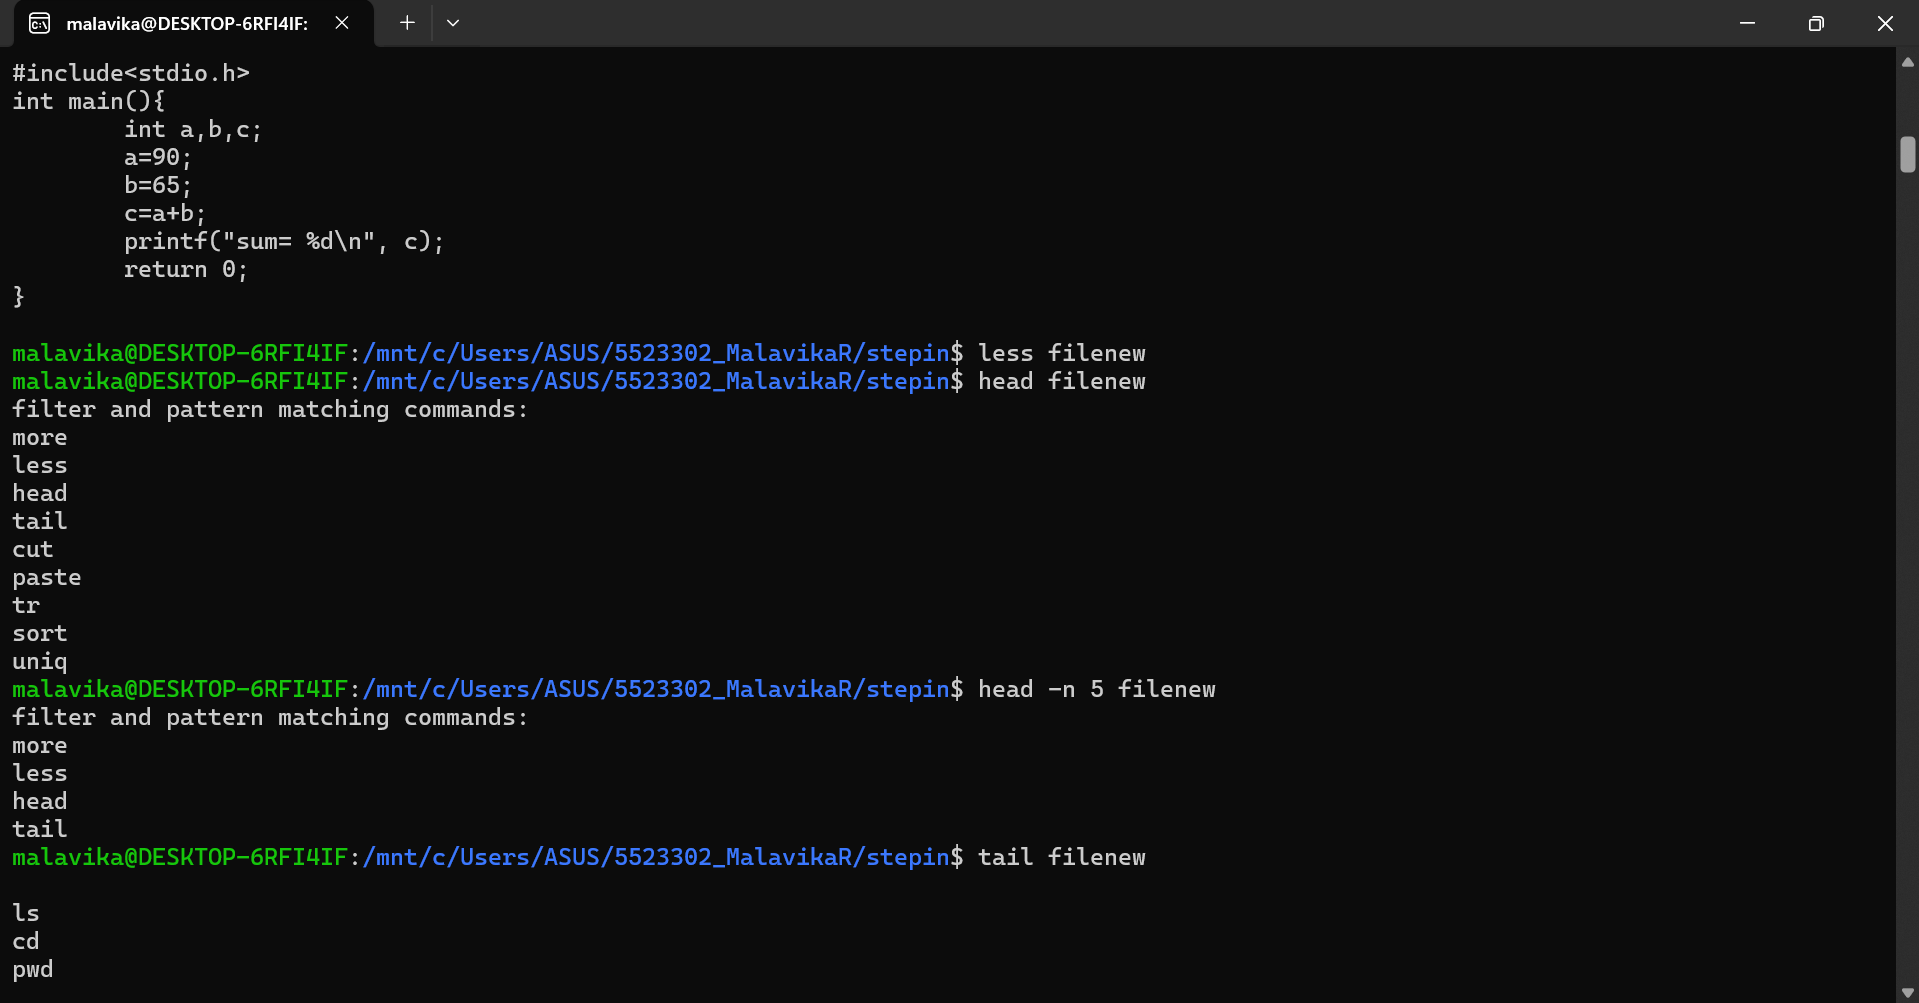 malavika@DESKTOP-6RFI4IF:
#include<stdio.h>
int main(){
        int a,b,c;
        a=90;
        b=65;
        c=a+b;
        printf("sum= %d\n", c);
        return 0;
}
malavika@DESKTOP-6RFI4IF:/mnt/c/Users/ASUS/5523302_MalavikaR/stepin$ less filenew
malavika@DESKTOP-6RFI4IF:/mnt/c/Users/ASUS/5523302_MalavikaR/stepin$ head filenew
filter and pattern matching commands:
more
less
head
tail
cut
paste
tr
sort
uniq
malavika@DESKTOP-6RFI4IF:/mnt/c/Users/ASUS/5523302_MalavikaR/stepin$ head -n 5 filenew
filter and pattern matching commands:
more
less
head
tail
malavika@DESKTOP-6RFI4IF:/mnt/c/Users/ASUS/5523302_MalavikaR/stepin$ tail filenew
ls
cd
pwd